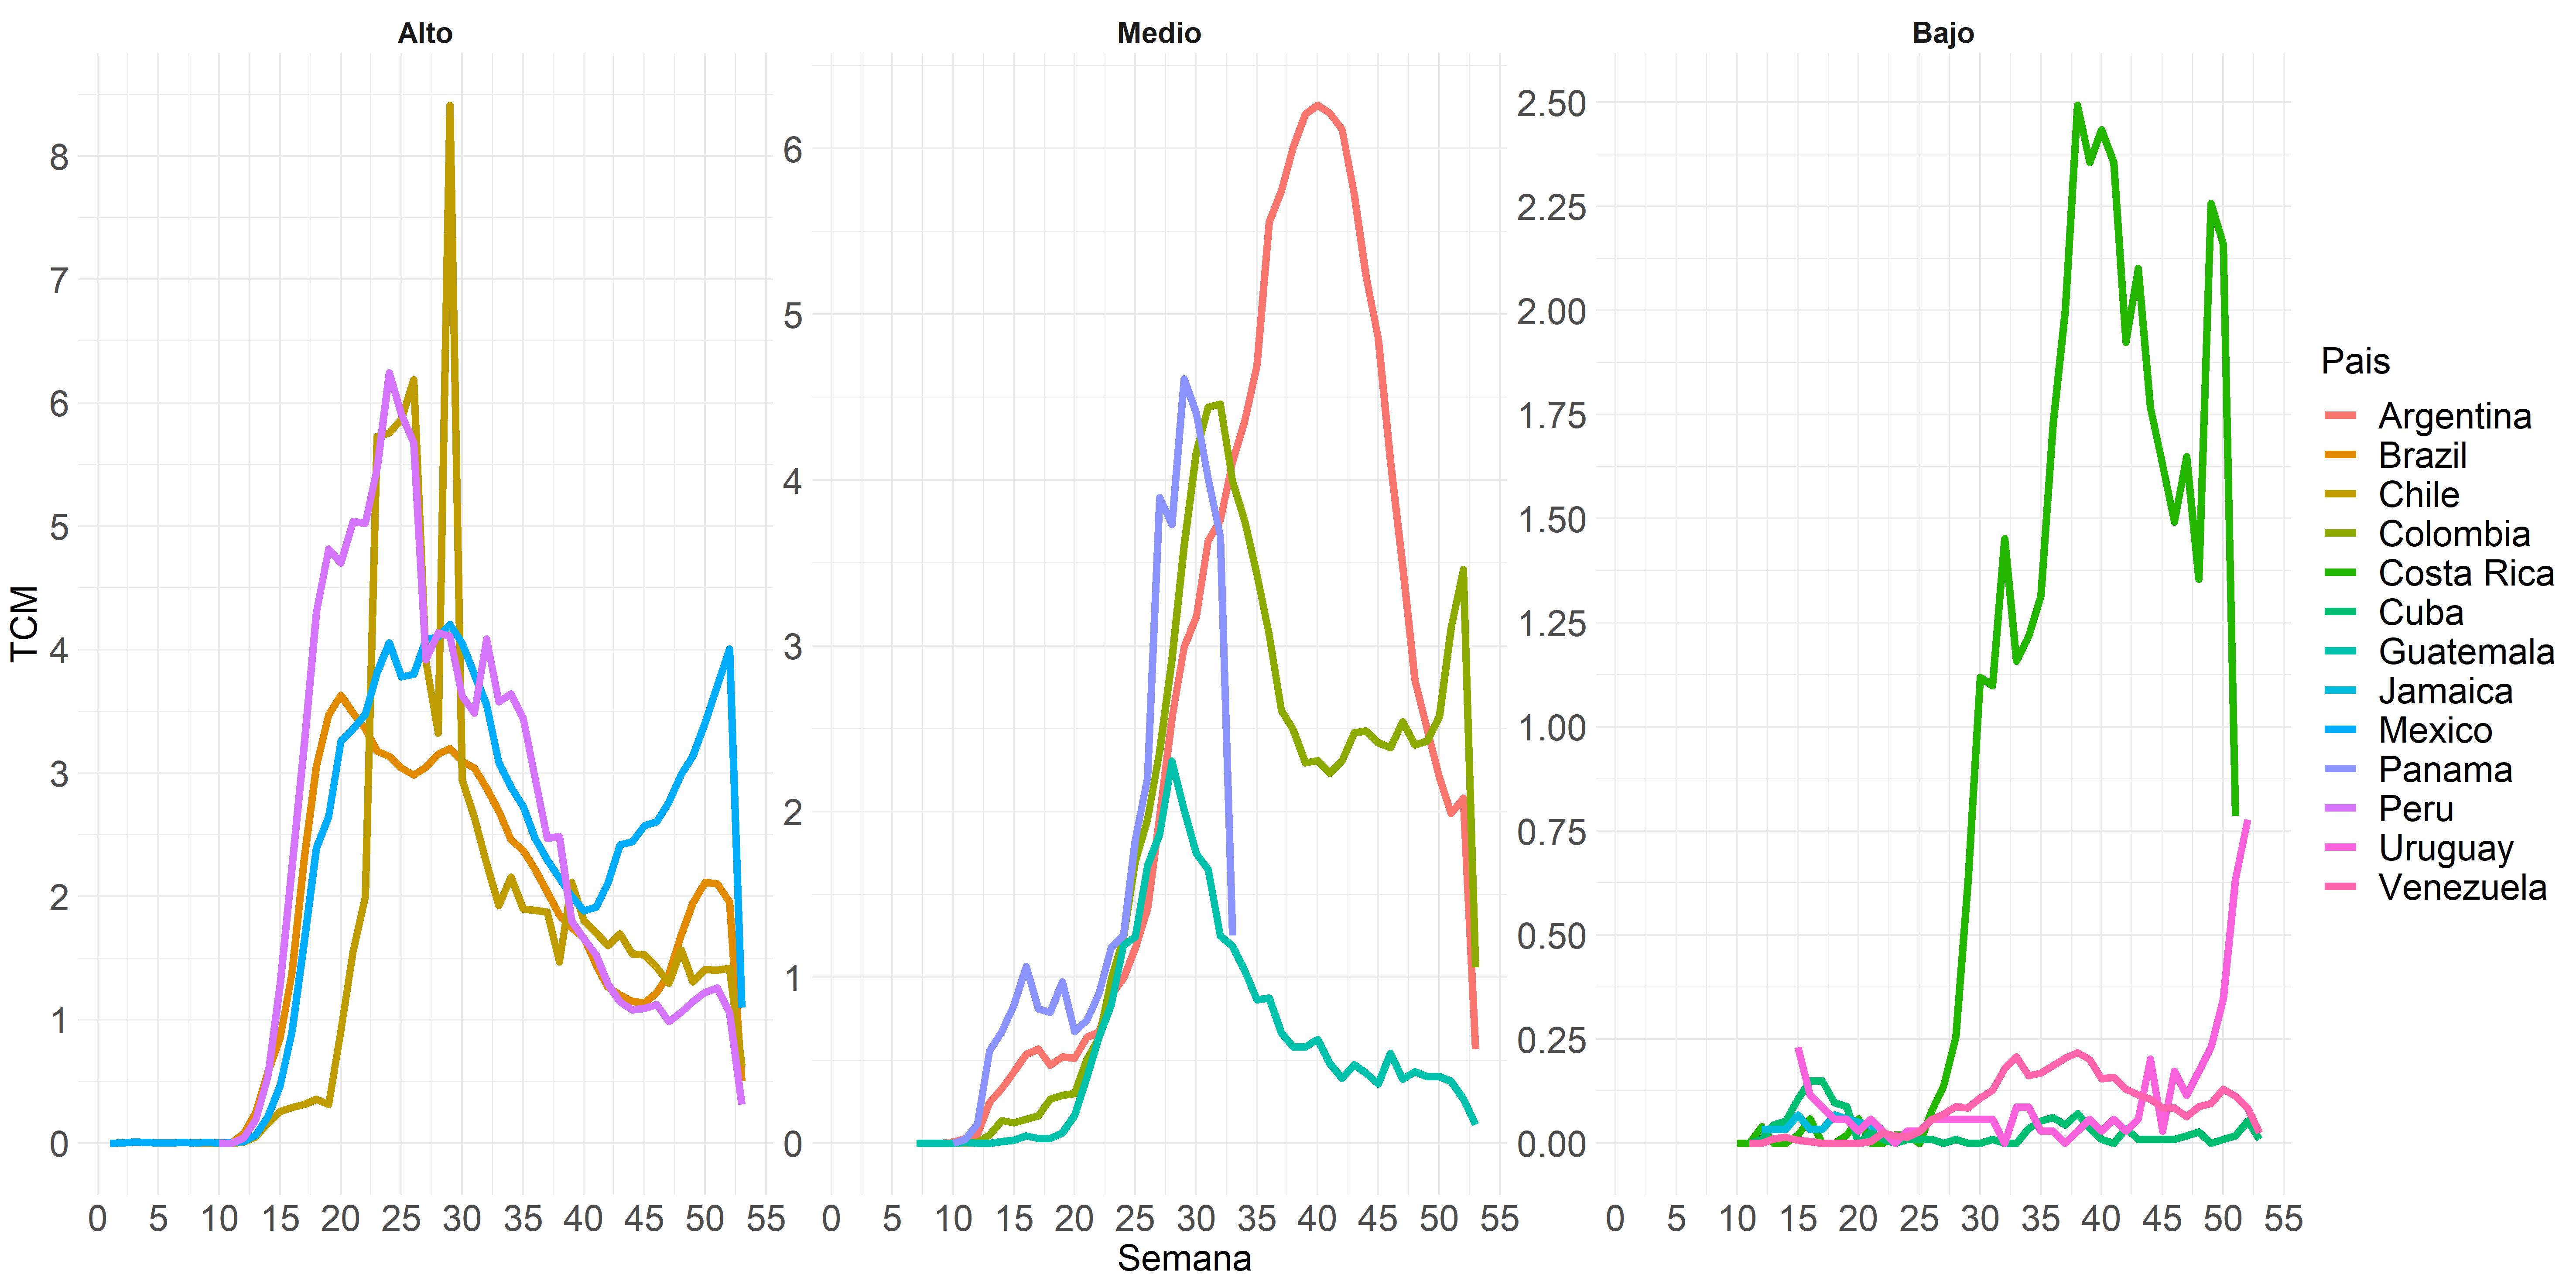 Alto
Medio
Bajo
TCM
8
7
6
5
4
3
2
1
0
6
5
4
3
2
1
0
2.50
2.25
2.00
1.75
1.50
1.25
1.00
0.75
0.50
0.25
0.00
0 5 10 15 20 25 30 35 40 45 50 55
0 5 10 15 20 25 30 35 40 45 50 55
0 5 10 15 20 25 30 35 40 45 50 55
Semana
Pais
Argentina
Brazil
Chile
Colombia
Costa Rica
Cuba
Guatemala
Jamaica
Mexico
Panama
Peru
Uruguay
Venezuela